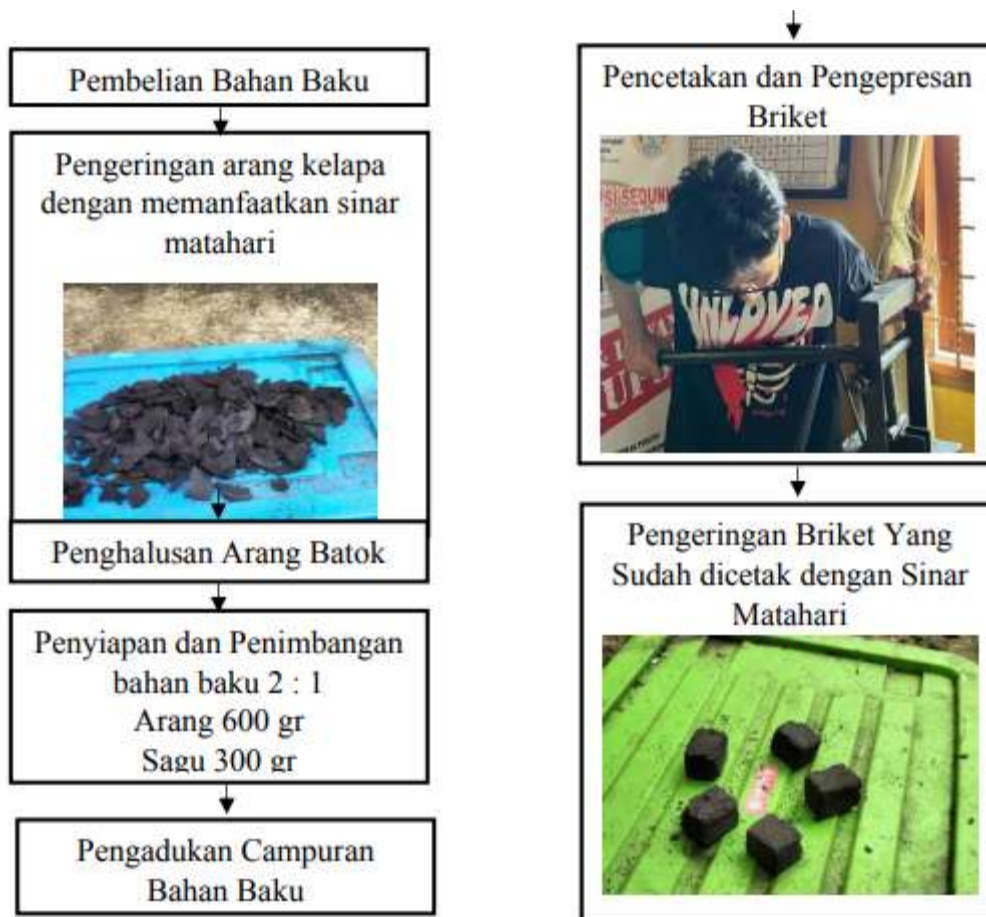 Pembelian Bahan Baku
Pengeringan arang kelapa
dengan memanfaatkan sinar
matahari
Penghalusan Arang Batok
Penyiapan dan Penimbangan
bahan baku 2 : 1
Arang 600 gr
Sagu 300 gr
Pengadukan Campuran
Bahan Baku
Pencetakan dan Pengepresan
Briket
UNLOVED
Pengeringan Briket Yang
Sudah dicetak dengan Sinar
Matahari